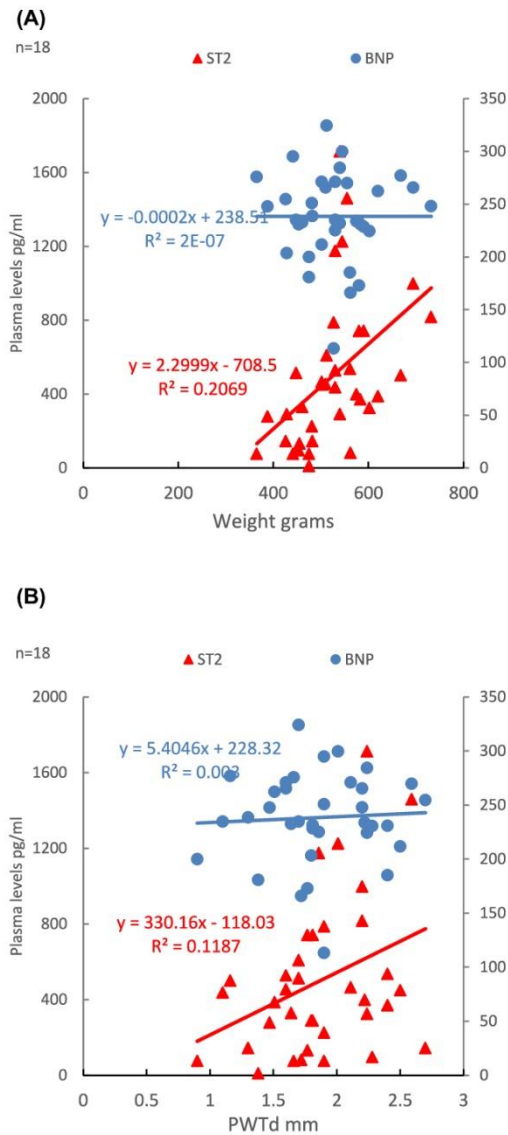 (A)
n=18
ST2 BNP
2000 350
1600 300
1200 250
800 200
400 150
0 100
50
0
Plasma levels pg/ml
y = -0.0002x + 238.51
R² = 2E-07
y = 2.2999x - 708.5
R² = 0.2069
0 200 400 600 800
Weight grams
(B)
n=18
ST2 BNP
2000 350
1600 300
1200 250
800 200
400 150
0 100
50
0
Plasma levels pg/ml
y = 5.4046x + 228.32
R² = 0.003
y = 330.16x - 118.03
R² = 0.1187
0 0.5 1 1.5 2 2.5 3
PWTd mm